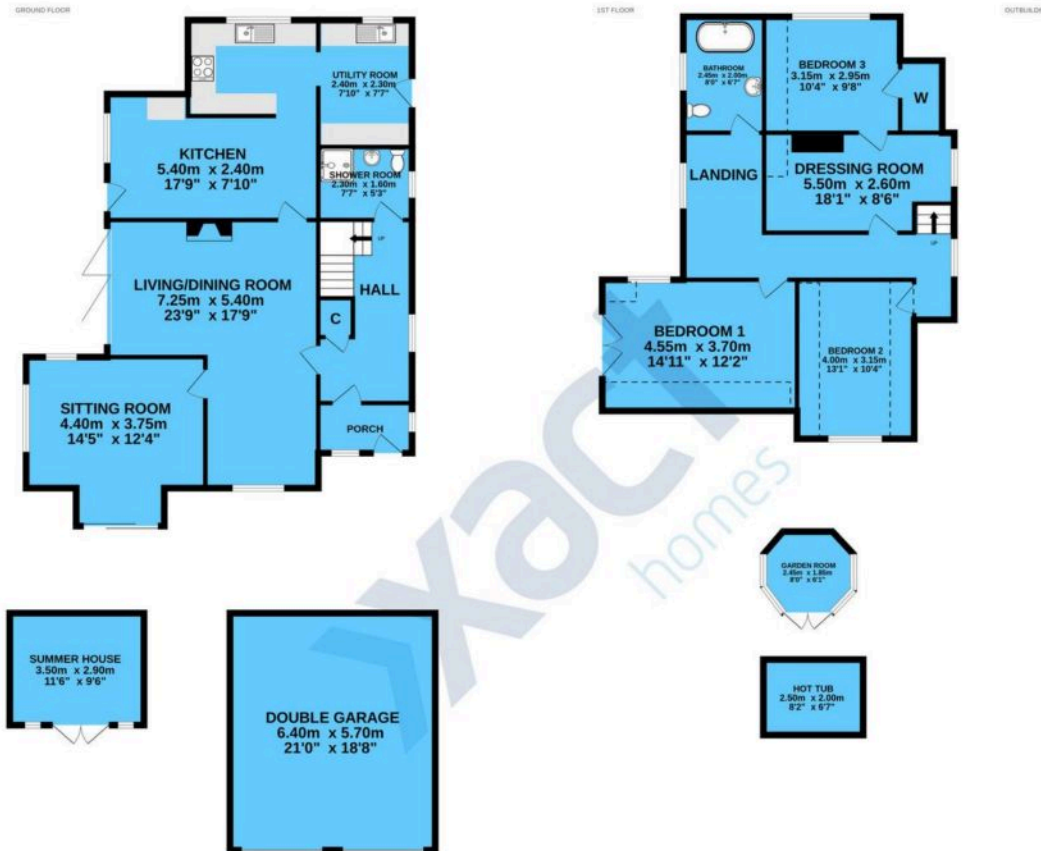 GROUND FLOOR
UTILITY ROOM
2.40m x 2.30m
7'10" x 7'7"
KITCHEN
5.40m x 2.40m
17'9" x 7'10"
SHOWER ROOM
2.30m x 1.60m
7'7" x 5'3"
UP
LIVING/DINING ROOM
7.25m x 5.40m
23'9" x 17'9"
HALL
C
SITTING ROOM
4.40m x 3.75m
14'5" x 12'4"
PORCH
1ST FLOOR
BATHROOM
2.45m x 2.00m
8'0" x 6'7"
BEDROOM 3
3.15m x 2.95m
10'4" x 9'8"
W
LANDING
DRESSING ROOM
5.50m x 2.60m
18'1" x 8'6"
UP
BEDROOM 1
4.55m x 3.70m
14'11" x 12'2"
BEDROOM 2
4.00m x 3.15m
13'1" x 10'4"
OUTBUILDI
GARDEN ROOM
2.45m x 1.85m
8'0" x 6'1"
HOT TUB
2.50m x 2.00m
8'2" x 6'7"
SUMMER HOUSE
3.50m x 2.90m
11'6" x 9'6"
DOUBLE GARAGE
6.40m x 5.70m
21'0" x 18'8"
xact
homes